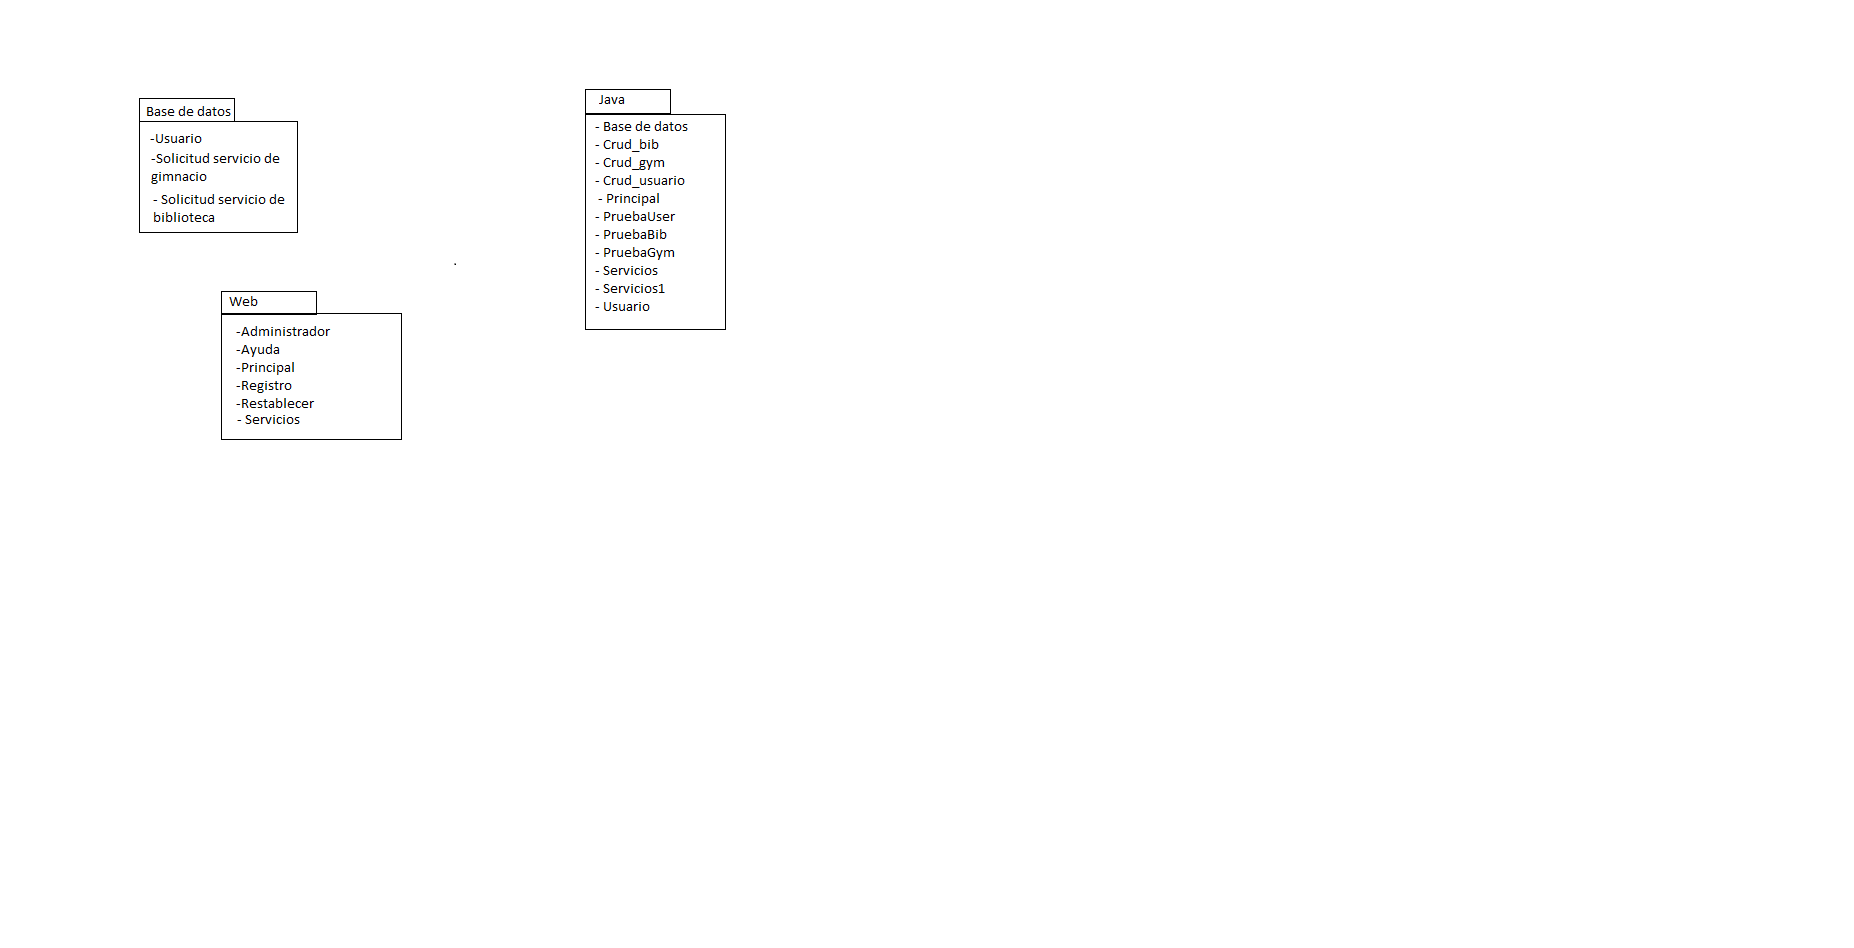 Base de datos
-Usuario
-Solicitud servicio de
gimnacio
- Solicitud servicio de
biblioteca
Java
- Base de datos
- Crud_bib
- Crud_gym
- Crud_usuario
- Principal
- PruebaUser
- PruebaBib
- PruebaGym
- Servicios
- Servicios1
- Usuario
Web
-Administrador
-Ayuda
-Principal
-Registro
-Restablecer
- Servicios